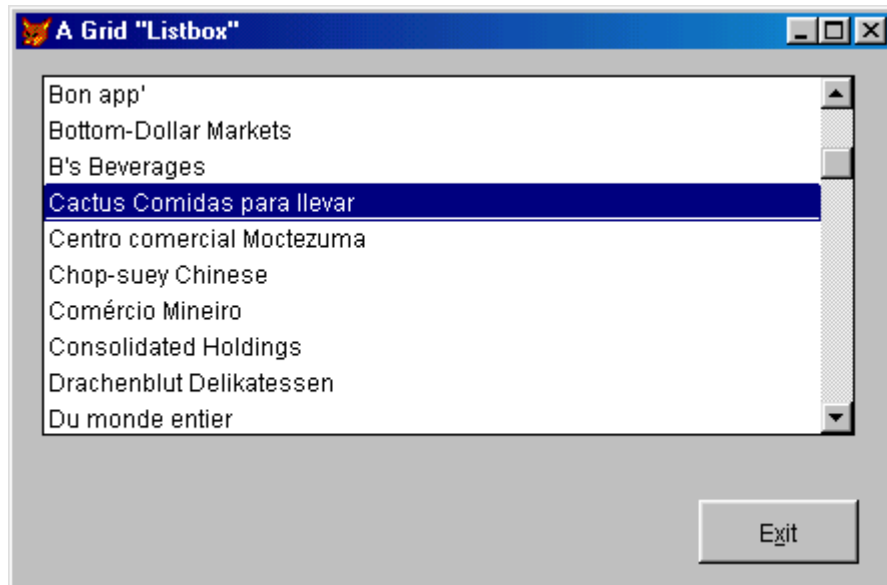 A Grid "Listbox"
Bon app'
Bottom-Dollar Markets
B's Beverages
Cactus Comidas para llevar
Centro comercial Moctezuma
Chop-suey Chinese
Comércio Mineiro
Consolidated Holdings
Drachenblut Delikatessen
Du monde entier
Exit